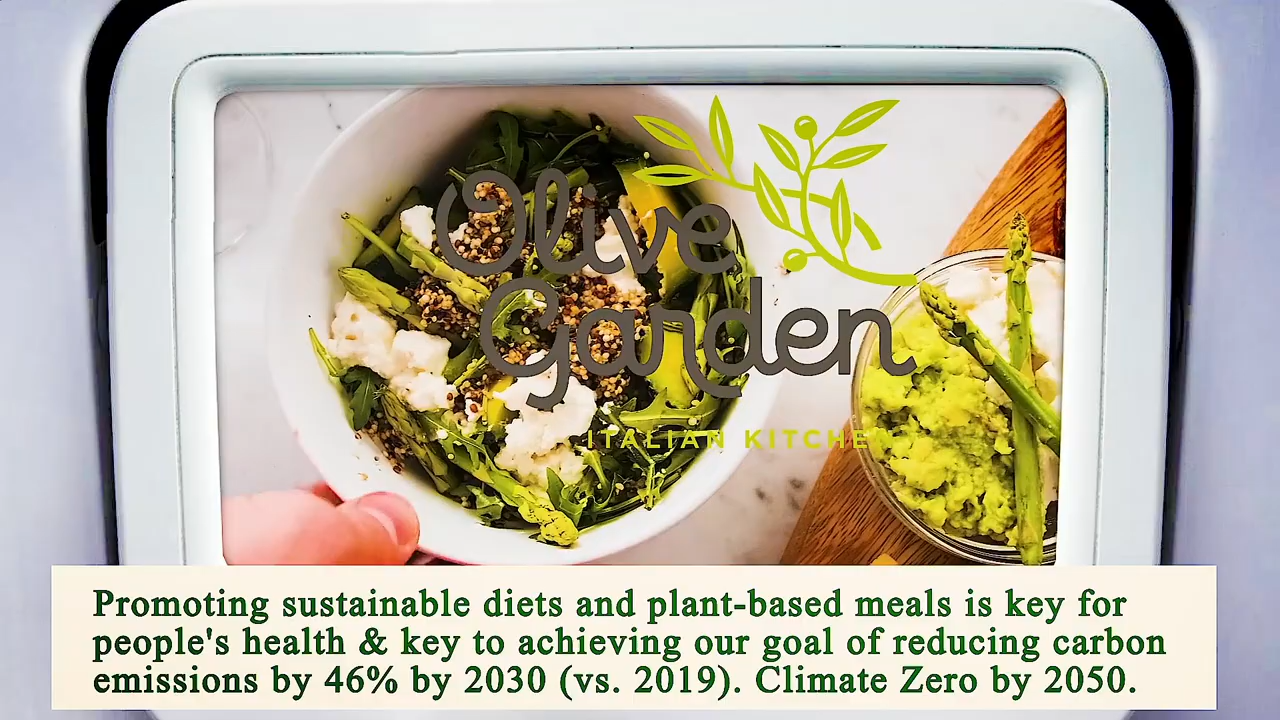 Olive
Garden
ITALIAN KITCHEN
Promoting sustainable diets and plant-based meals is key for
people's health & key to achieving our goal of reducing carbon
emissions by 46% by 2030 (vs. 2019). Climate Zero by 2050.